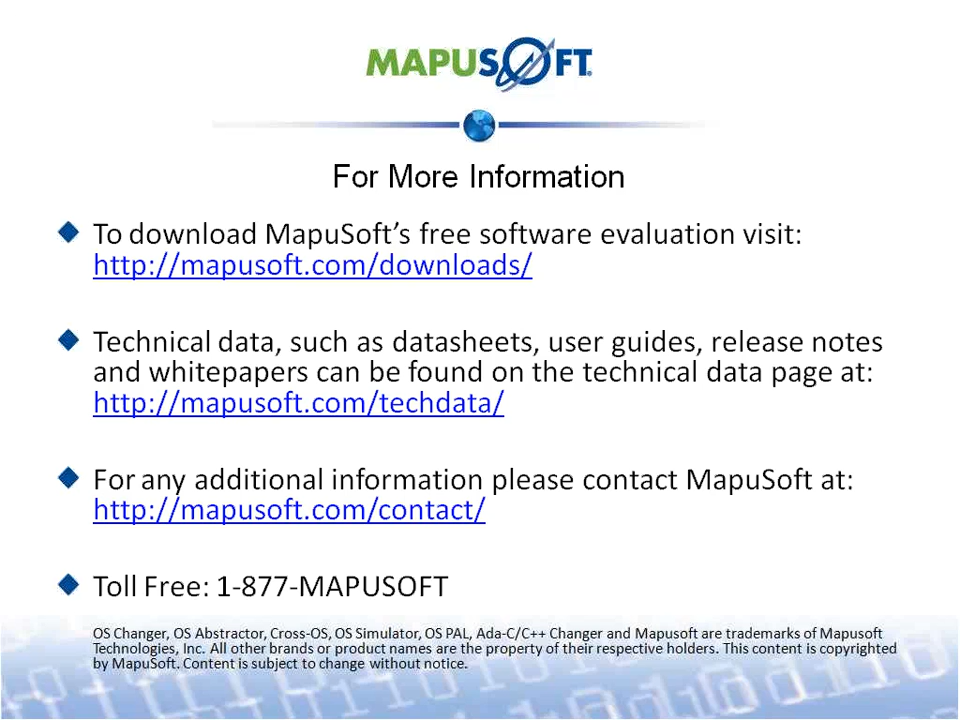 MAPUSOFT.
For More Information
To download MapuSoft's free software evaluation visit:
http://mapusoft.com/downloads/
Technical data, such as datasheets, user guides, release notes
and whitepapers can be found on the technical data page at:
http://mapusoft.com/techdata/
For any additional information please contact MapuSoft at:
http://mapusoft.com/contact/
Toll Free: 1-877-MAPUSOFT
OS Changer, OS Abstractor, Cross-OS, OS Simulator, OS PAL, Ada-C/C++ Changer and Mapusoft are trademarks of Mapusoft
Technologies, Inc. All other brands or product names are the property of their respective holders. This content is copyrighted
by MapuSoft. Content is subject to change without notice.